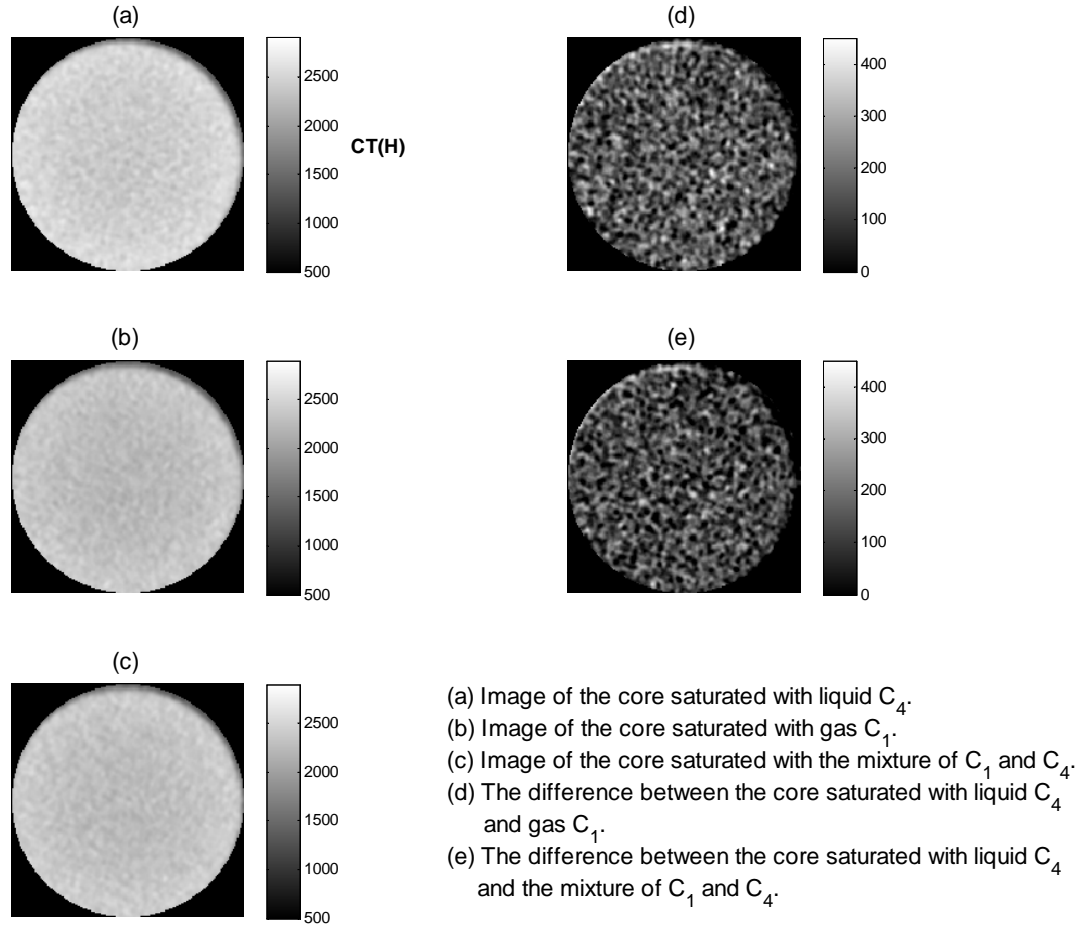 (a)
2500
2000
1500
1000
500
CT(H)
(d)
400
300
200
100
0
(b)
2500
2000
1500
1000
500
(e)
400
300
200
100
0
(c)
2500
2000
1500
1000
500
(a) Image of the core saturated with liquid C4.
(b) Image of the core saturated with gas C1.
(c) Image of the core saturated with the mixture of C1 and C4.
(d) The difference between the core saturated with liquid C4
and gas C1.
(e) The difference between the core saturated with liquid C4
and the mixture of C1 and C4.